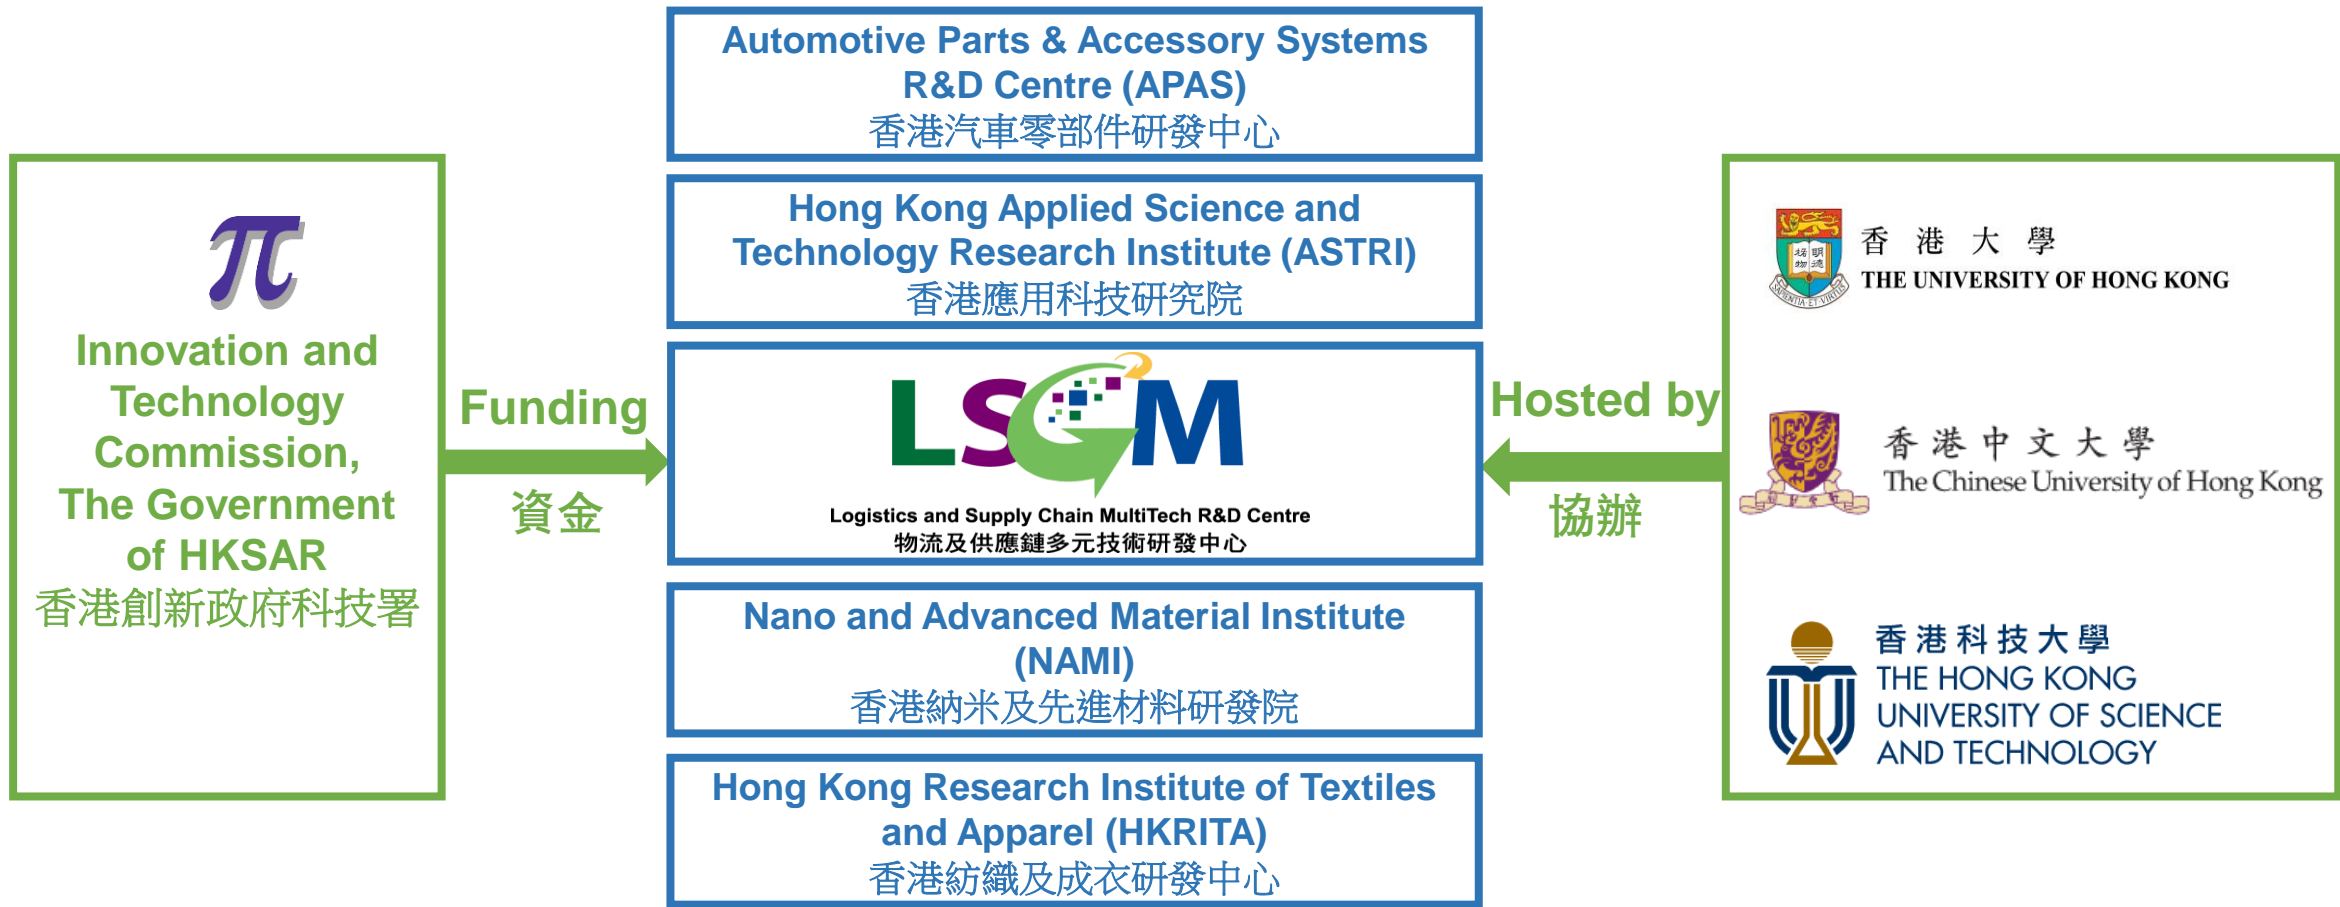 π
Innovation and
Technology
Commission,
The Government
of HKSAR
香港創新政府科技署
Funding
資金
Automotive Parts & Accessory Systems
R&D Centre (APAS)
香港汽車零部件研發中心
Hong Kong Applied Science and
Technology Research Institute (ASTRI)
香港應用科技研究院
LSCM
Logistics and Supply Chain MultiTech R&D Centre
物流及供應鏈多元技術研發中心
Nano and Advanced Material Institute
(NAMI)
香港納米及先進材料研發院
Hong Kong Research Institute of Textiles
and Apparel (HKRITA)
香港紡織及成衣研發中心
Hosted by
協辦
香港大學
THE UNIVERSITY OF HONG KONG
香港中文大學
The Chinese University of Hong Kong
香港科技大學
THE HONG KONG
UNIVERSITY OF SCIENCE
AND TECHNOLOGY